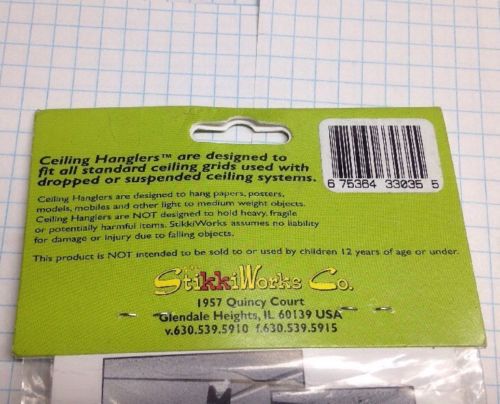 Ceiling Hanglers™ are designed to
fit all standard ceiling grids used with
dropped or suspended ceiling systems.
Ceiling Hanglers are designed to hang papers, posters,
models, mobiles and other light to medium weight objects.
Ceiling Hanglers are NOT designed to hold heavy, fragile
or potentially harmful items. StikkiWorks assumes no liability
for damage or injury due to falling objects.
This product is NOT intended to be sold to or used by children 12 years of age or under.
6 75364 33035 5
The
StikkiWorks Co.
1957 Quincy Court
Glendale Heights, IL 60139 USA
v.630.539.5910 f.630.539.5915